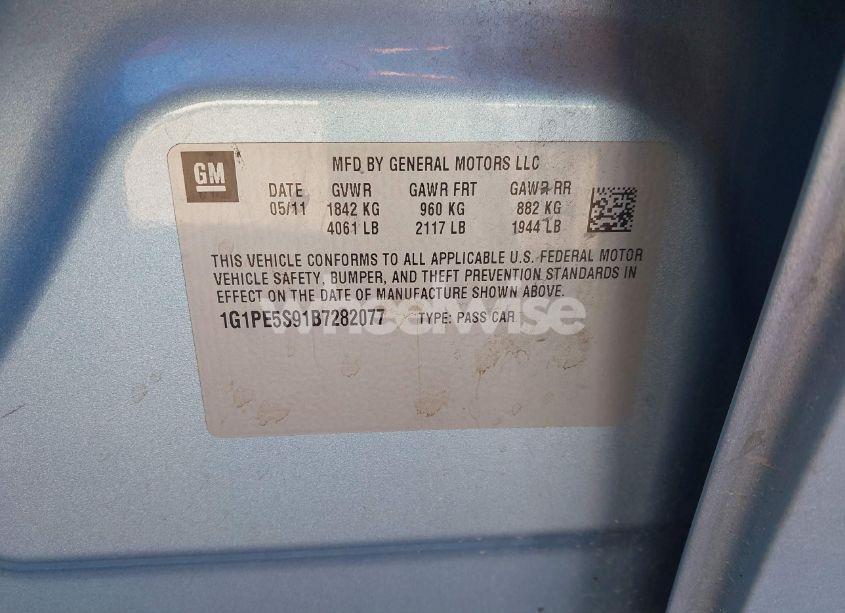 GM
MFD BY GENERAL MOTORS LLC
DATE GVWR GAWR FRT GAWR RR
05/11 1842 KG 960 KG 882 KG
4061 LB 2117 LB 1944 LB
THIS VEHICLE CONFORMS TO ALL APPLICABLE U.S. FEDERAL MOTOR
VEHICLE SAFETY, BUMPER, AND THEFT PREVENTION STANDARDS IN
EFFECT ON THE DATE OF MANUFACTURE SHOWN ABOVE.
1G1PE5S91B7282077 TYPE: PASS CAR
Wheelwise